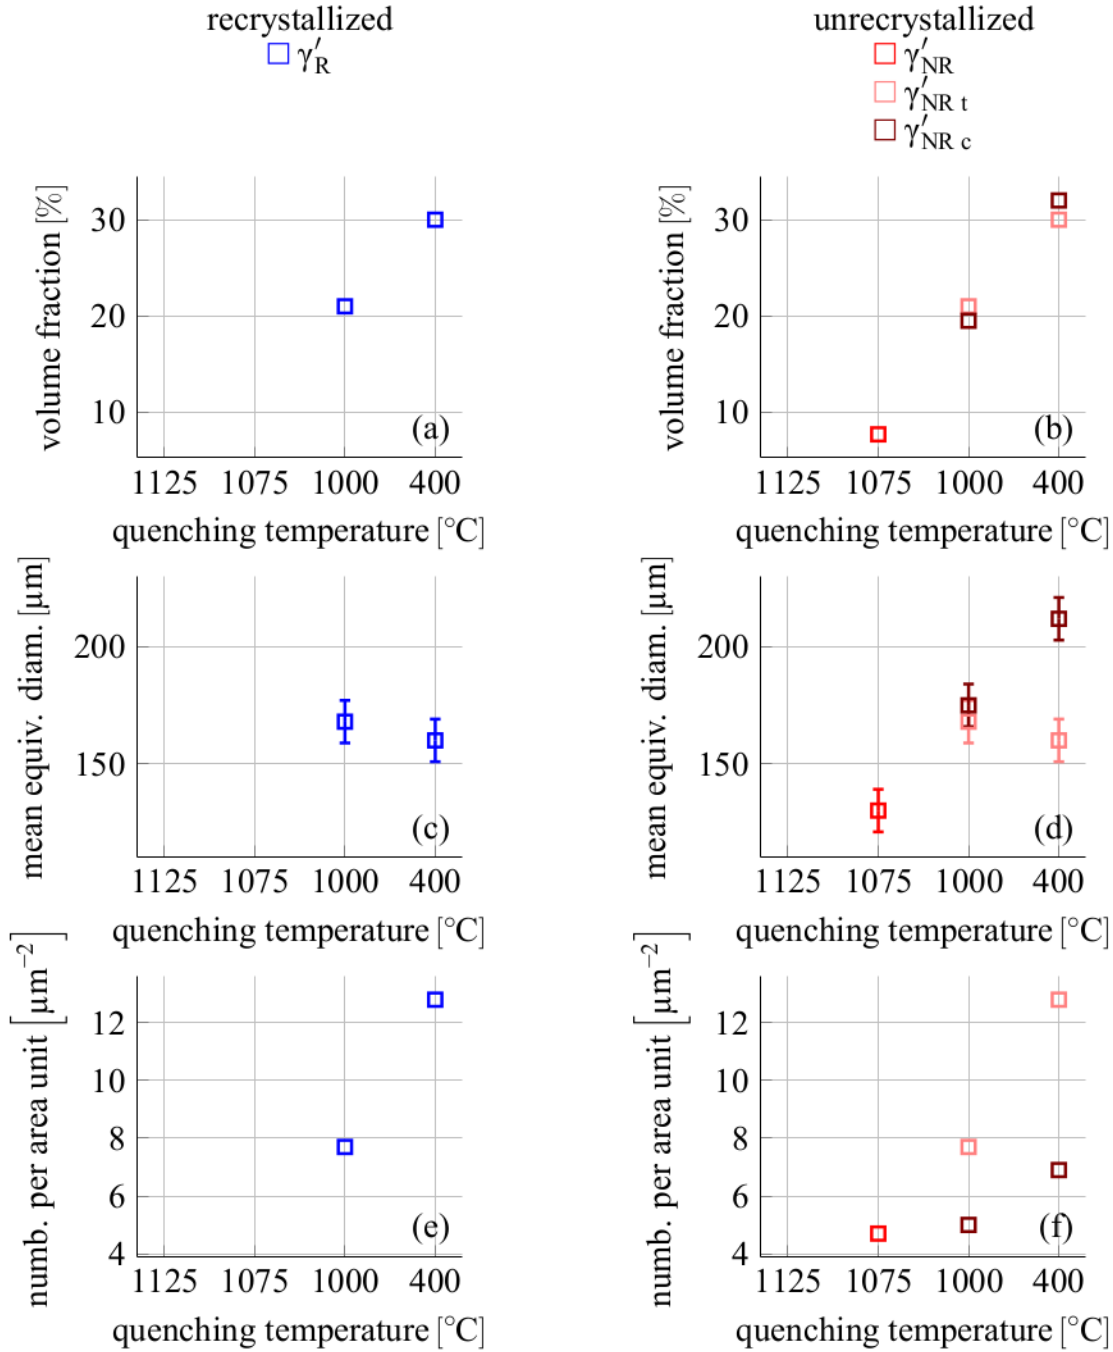 recrystallized
γ′R
unrecrystallized
γ′NR
γ′NR t
γ′NR c
volume fraction [%]
30
20
10
(a)
1125 1075 1000 400
quenching temperature [°C]
volume fraction [%]
30
20
10
(b)
1125 1075 1000 400
quenching temperature [°C]
mean equiv. diam. [µm]
200
150
(c)
1125 1075 1000 400
quenching temperature [°C]
mean equiv. diam. [µm]
200
150
(d)
1125 1075 1000 400
quenching temperature [°C]
numb. per area unit [µm⁻²]
12
10
8
6
4
(e)
1125 1075 1000 400
quenching temperature [°C]
numb. per area unit [µm⁻²]
12
10
8
6
4
(f)
1125 1075 1000 400
quenching temperature [°C]